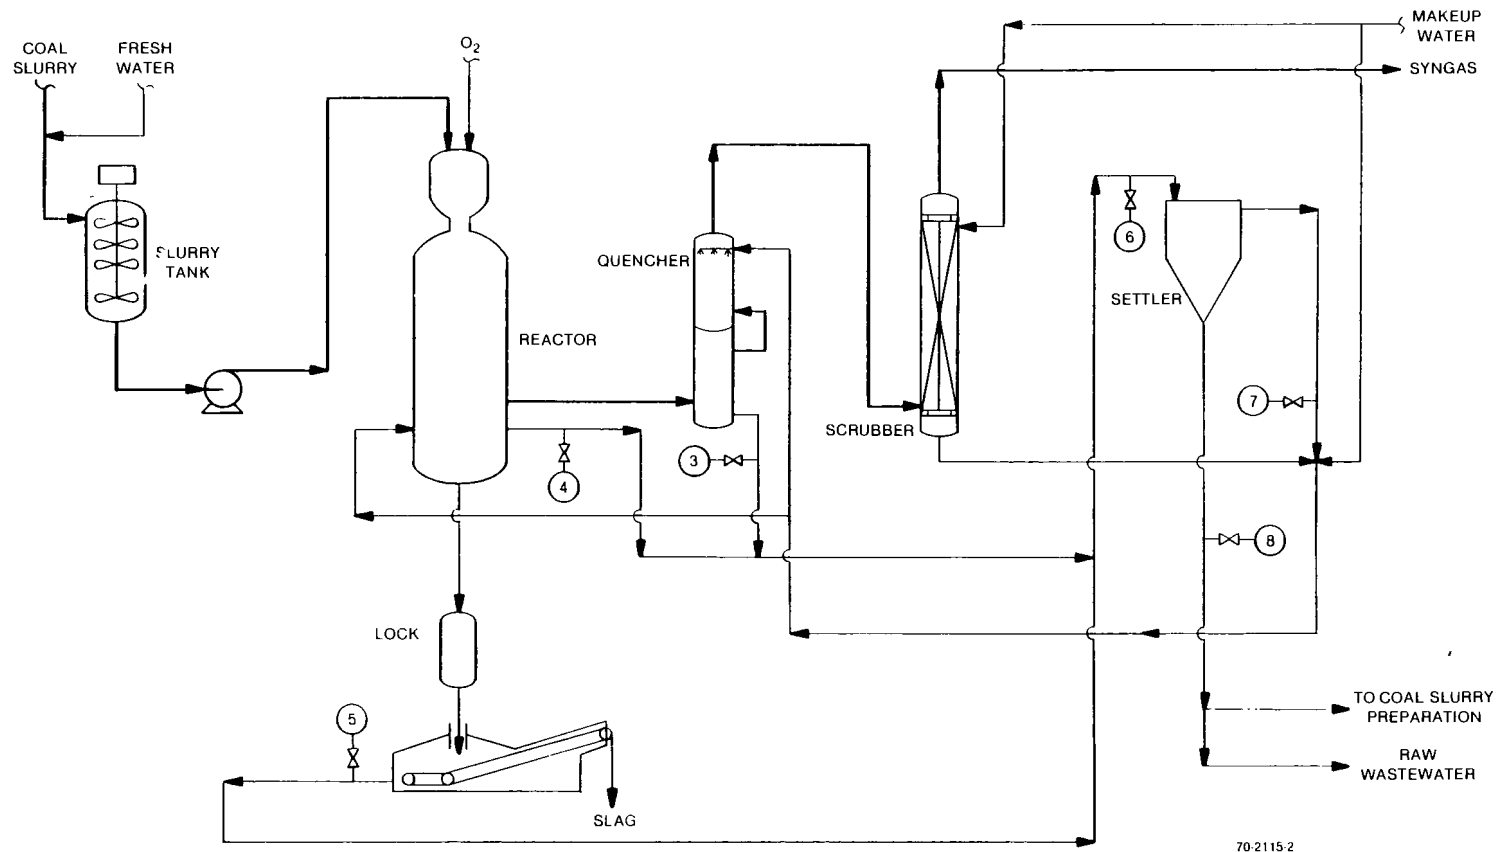 COAL
SLURRY
FRESH
WATER
O2
MAKEUP
WATER
SYNGAS
SLURRY
TANK
QUENCHER
REACTOR
SCRUBBER
SETTLER
6
7
3
4
8
LOCK
5
SLAG
TO COAL SLURRY
PREPARATION
RAW
WASTEWATER
70-2115-2